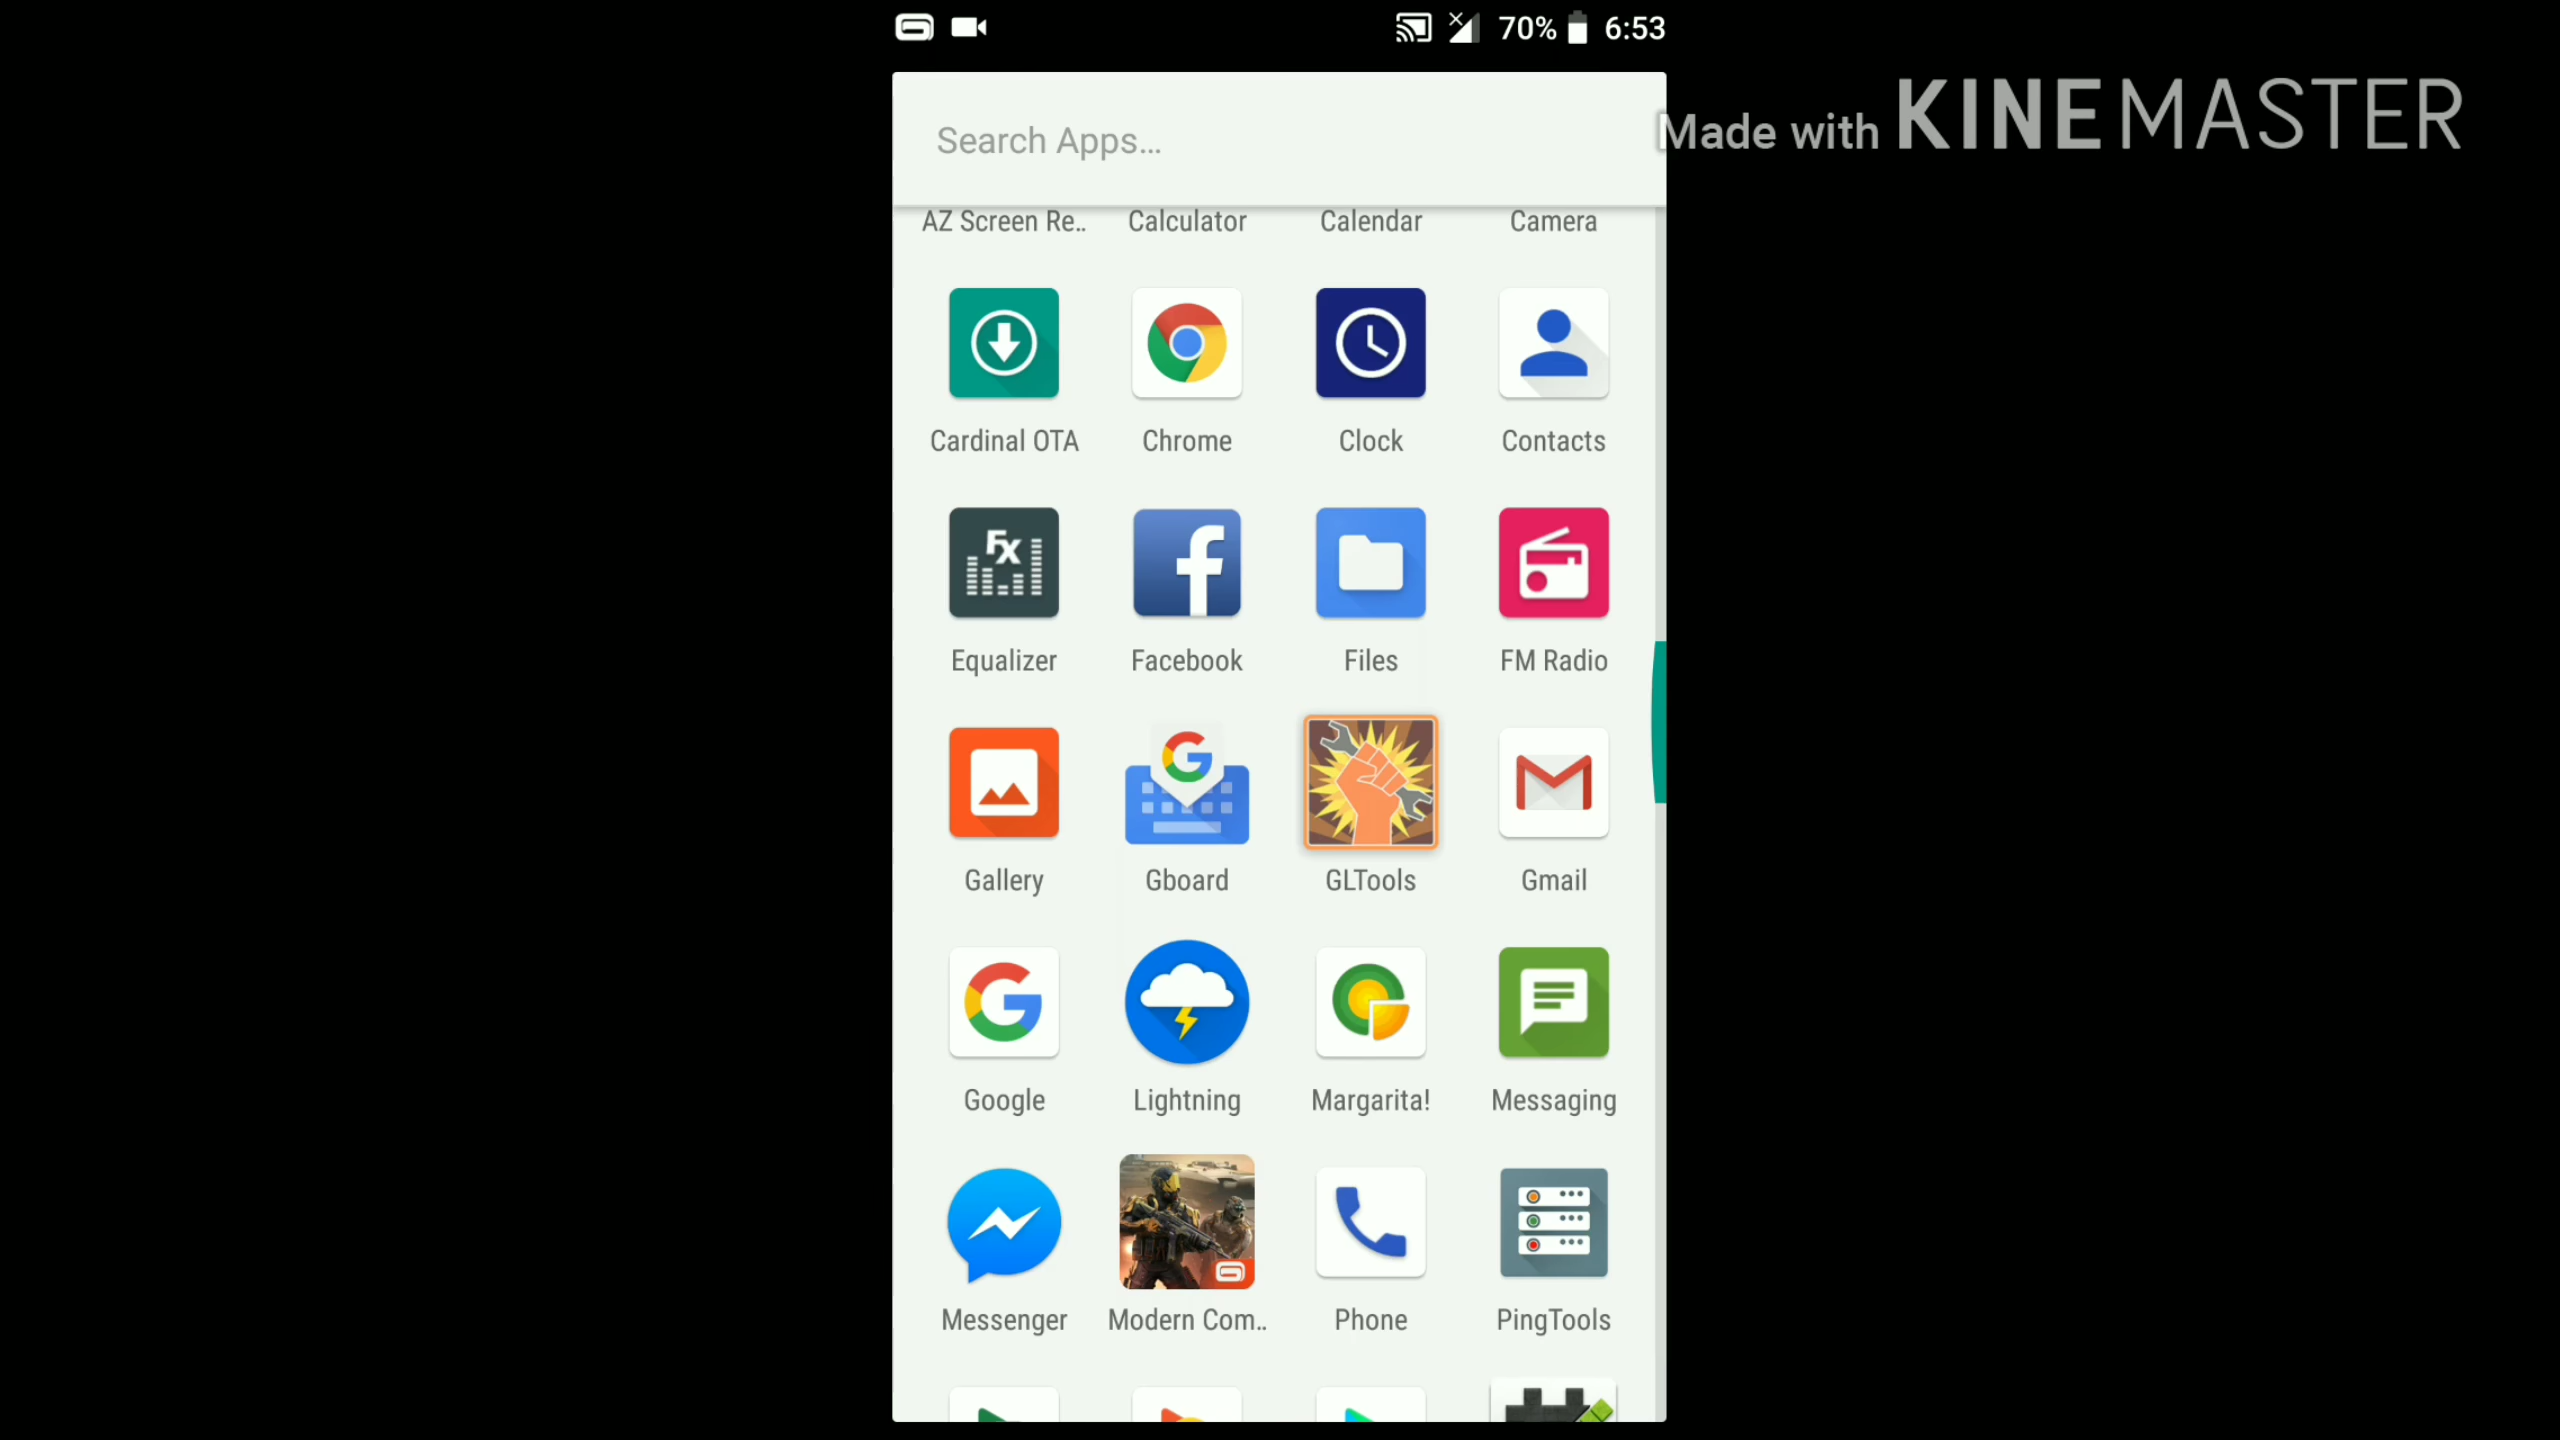 70% 6:53
Made with KINEMASTER
Search Apps...
AZ Screen Re.. Calculator Calendar Camera
Cardinal OTA Chrome Clock Contacts
Fx
Equalizer Facebook Files FM Radio
Gallery Gboard GLTools Gmail
Google Lightning Margarita! Messaging
Messenger Modern Com.. Phone PingTools